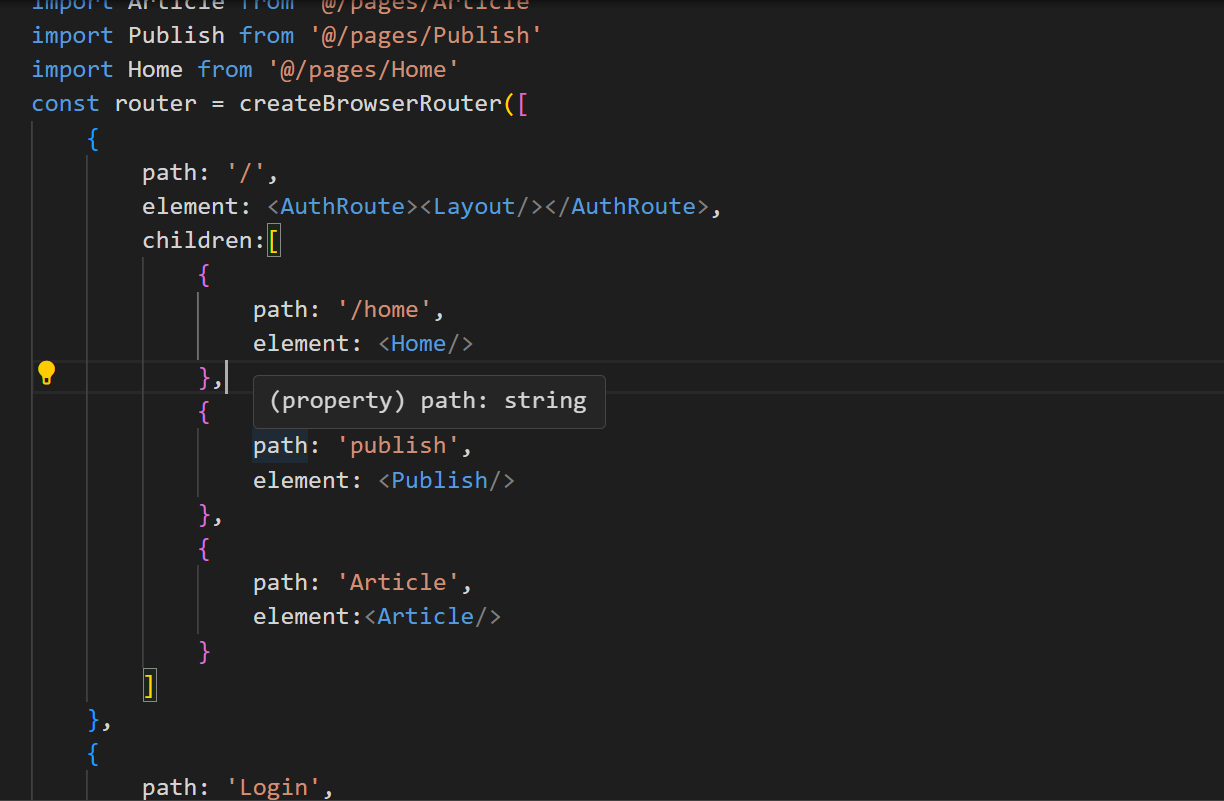 import Article from '@/pages/Article'
import Publish from '@/pages/Publish'
import Home from '@/pages/Home'
const router = createBrowserRouter([
    {
        path: '/',
        element: <AuthRoute><Layout/></AuthRoute>,
        children:[
            {
                path: '/home',
                element: <Home/>
            },
(property) path: string
            {
                path: 'publish',
                element: <Publish/>
            },
            {
                path: 'Article',
                element:<Article/>
            }
        ]
    },
    {
        path: 'Login',